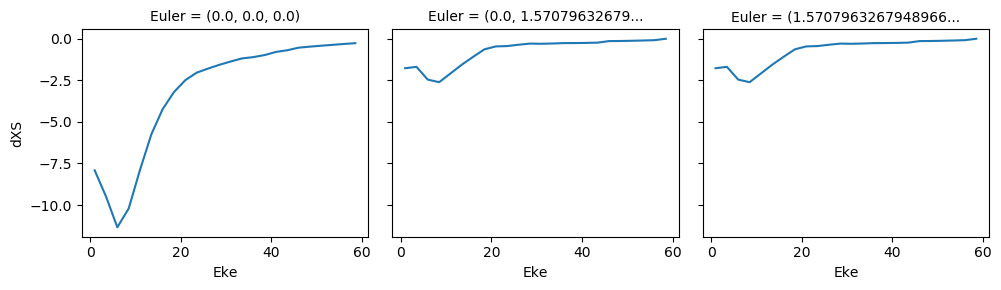 Euler = (0.0, 0.0, 0.0)
Euler = (0.0, 1.57079632679...
Euler = (1.5707963267948966...
dXS
0.0
−2.5
−5.0
−7.5
−10.0
0 20 40 60
0 20 40 60
0 20 40 60
Eke
Eke
Eke